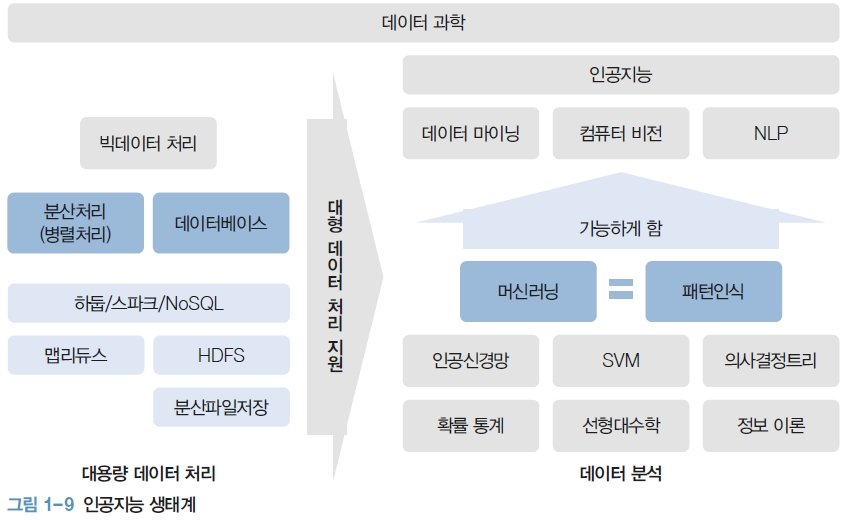 데이터 과학
빅데이터 처리
분산처리
(병렬처리)
데이터베이스
하둡/스파크/NoSQL
맵리듀스
HDFS
분산파일저장
대용량 데이터 처리
대형 데이터 처리 지원
인공지능
데이터 마이닝
컴퓨터 비전
NLP
가능하게 함
머신러닝
=
패턴인식
인공신경망
SVM
의사결정트리
확률 통계
선형대수학
정보 이론
데이터 분석
그림 1-9 인공지능 생태계